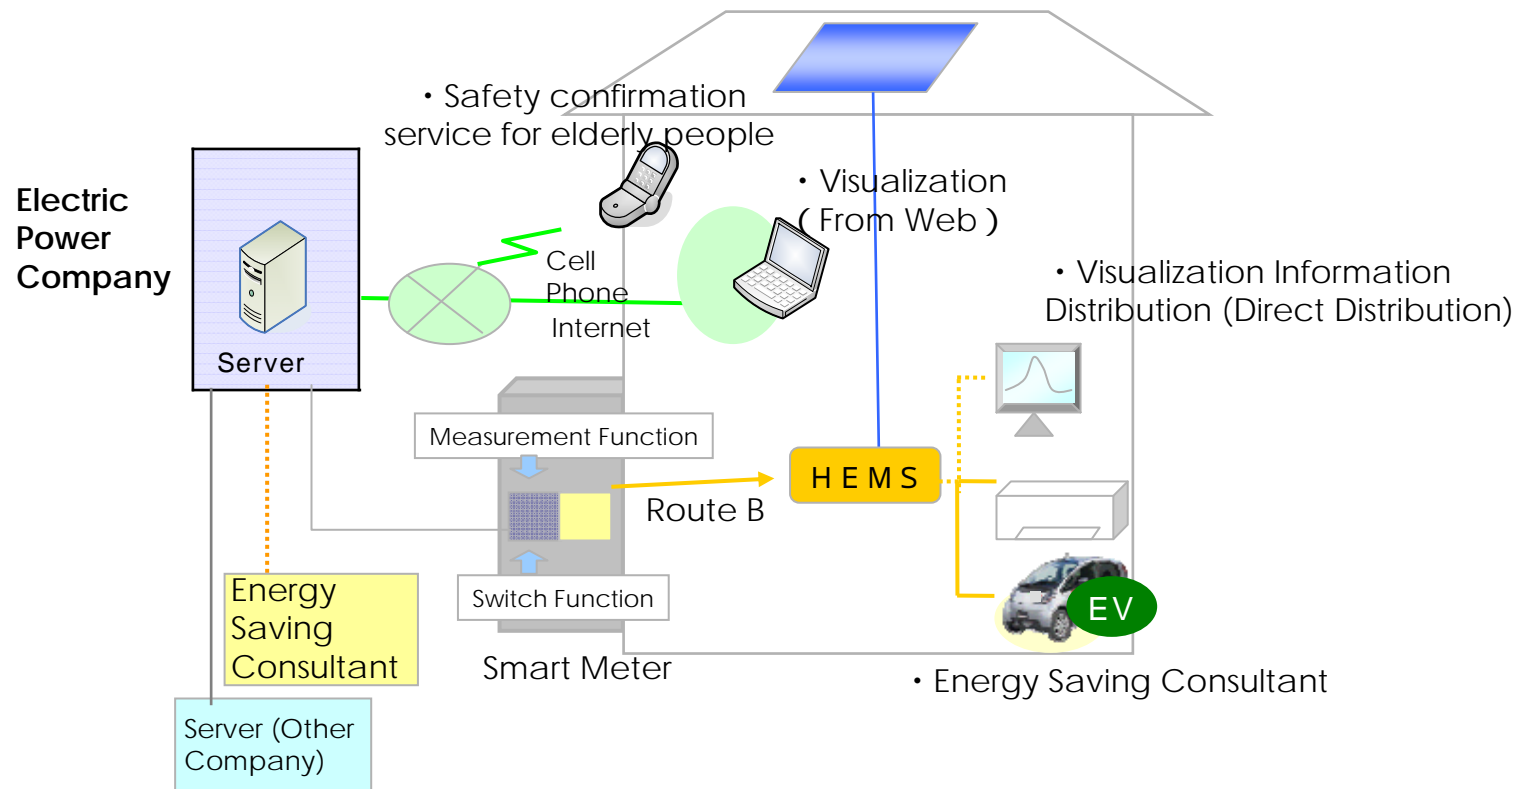 ・Safety confirmation
service for elderly people
Electric
Power
Company
Server
Cell
Phone
Internet
・Visualization
( From Web )
・Visualization Information
Distribution (Direct Distribution)
Measurement Function
Switch Function
Smart Meter
Route B
HEMS
EV
・Energy Saving Consultant
Energy
Saving
Consultant
Server (Other
Company)